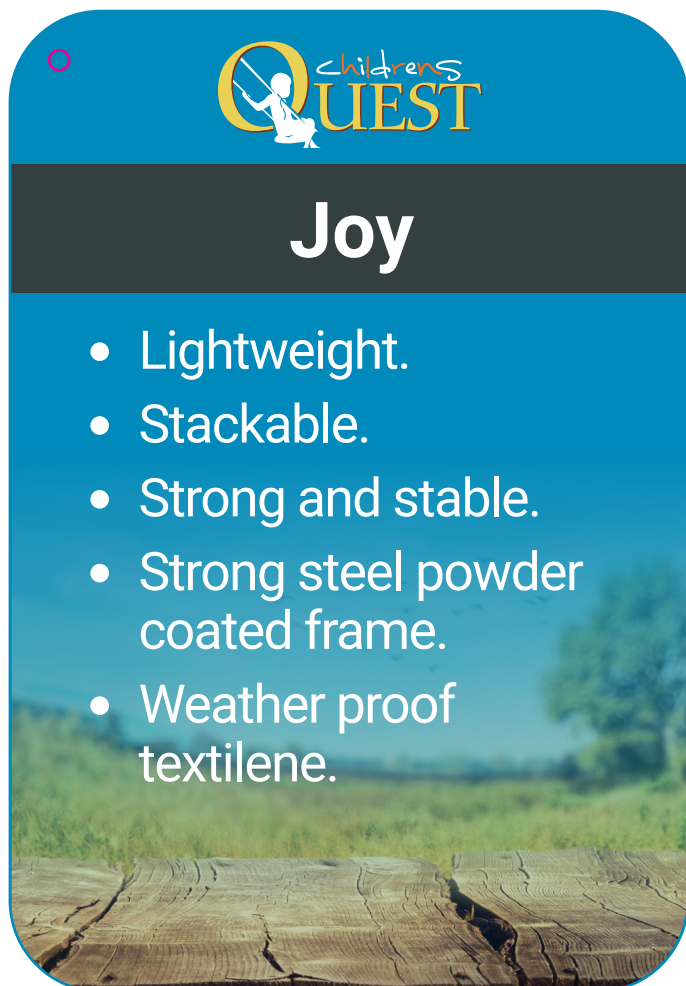 childrens
QUEST
Joy
• Lightweight.
• Stackable.
• Strong and stable.
• Strong steel powder
coated frame.
• Weather proof
textilene.